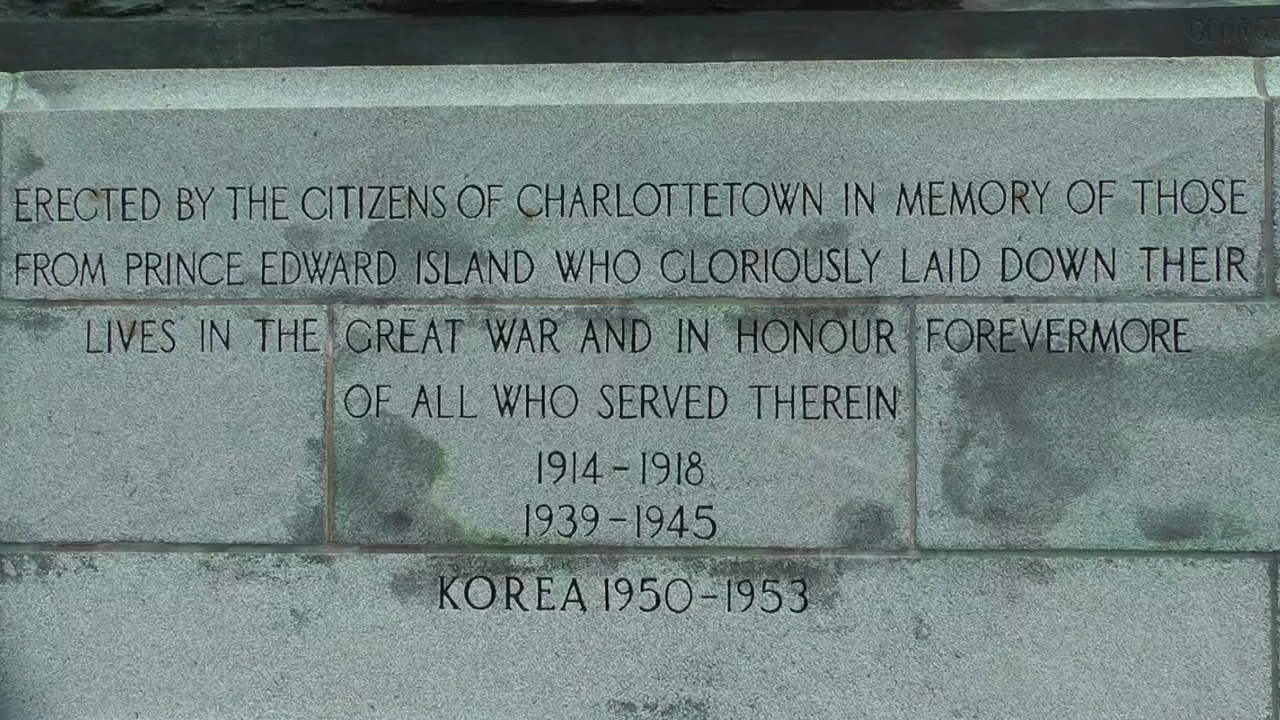 GEORGE
ERECTED BY THE CITIZENS OF CHARLOTTETOWN IN MEMORY OF THOSE
FROM PRINCE EDWARD ISLAND WHO GLORIOUSLY LAID DOWN THEIR
LIVES IN THE GREAT WAR AND IN HONOUR FOREVERMORE
OF ALL WHO SERVED THEREIN
1914-1918
1939-1945
KOREA 1950-1953